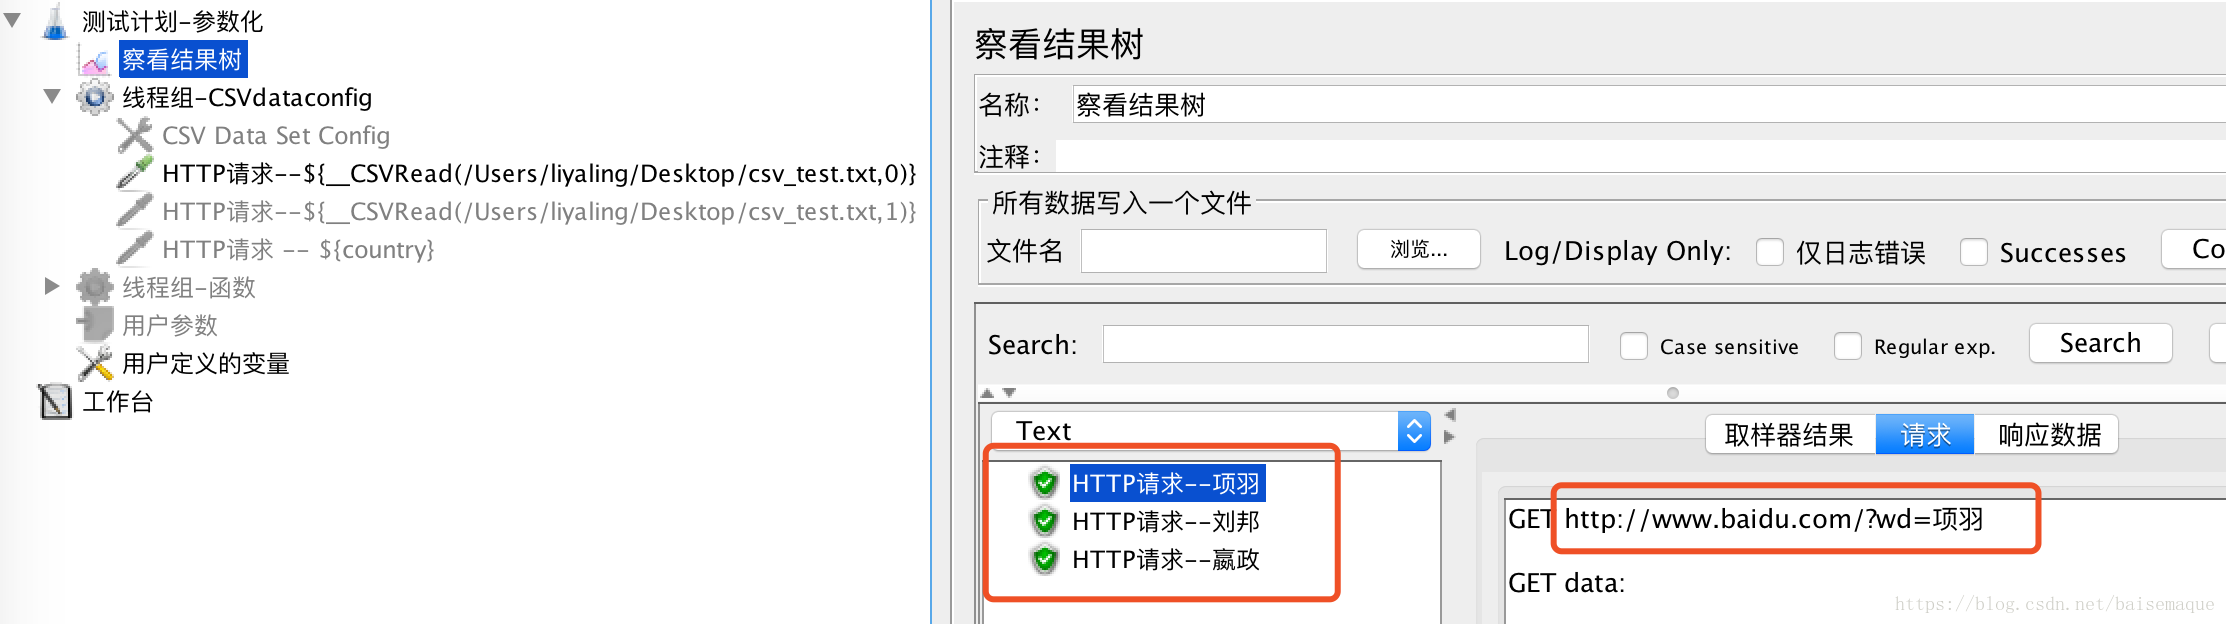 测试计划-参数化
察看结果树
线程组-CSVdataconfig
CSV Data Set Config
HTTP请求--${__CSVRead(/Users/liyaling/Desktop/csv_test.txt,0)}
HTTP请求--${__CSVRead(/Users/liyaling/Desktop/csv_test.txt,1)}
HTTP请求 -- ${country}
线程组-函数
用户参数
用户定义的变量
工作台
察看结果树
名称： 察看结果树
注释：
所有数据写入一个文件
文件名 浏览... Log/Display Only: 仅日志错误 Successes Co
Search: Case sensitive Regular exp. Search
Text
取样器结果 请求 响应数据
HTTP请求--项羽
HTTP请求--刘邦
HTTP请求--嬴政
GET http://www.baidu.com/?wd=项羽
GET data:
https://blog.csdn.net/baisemaque